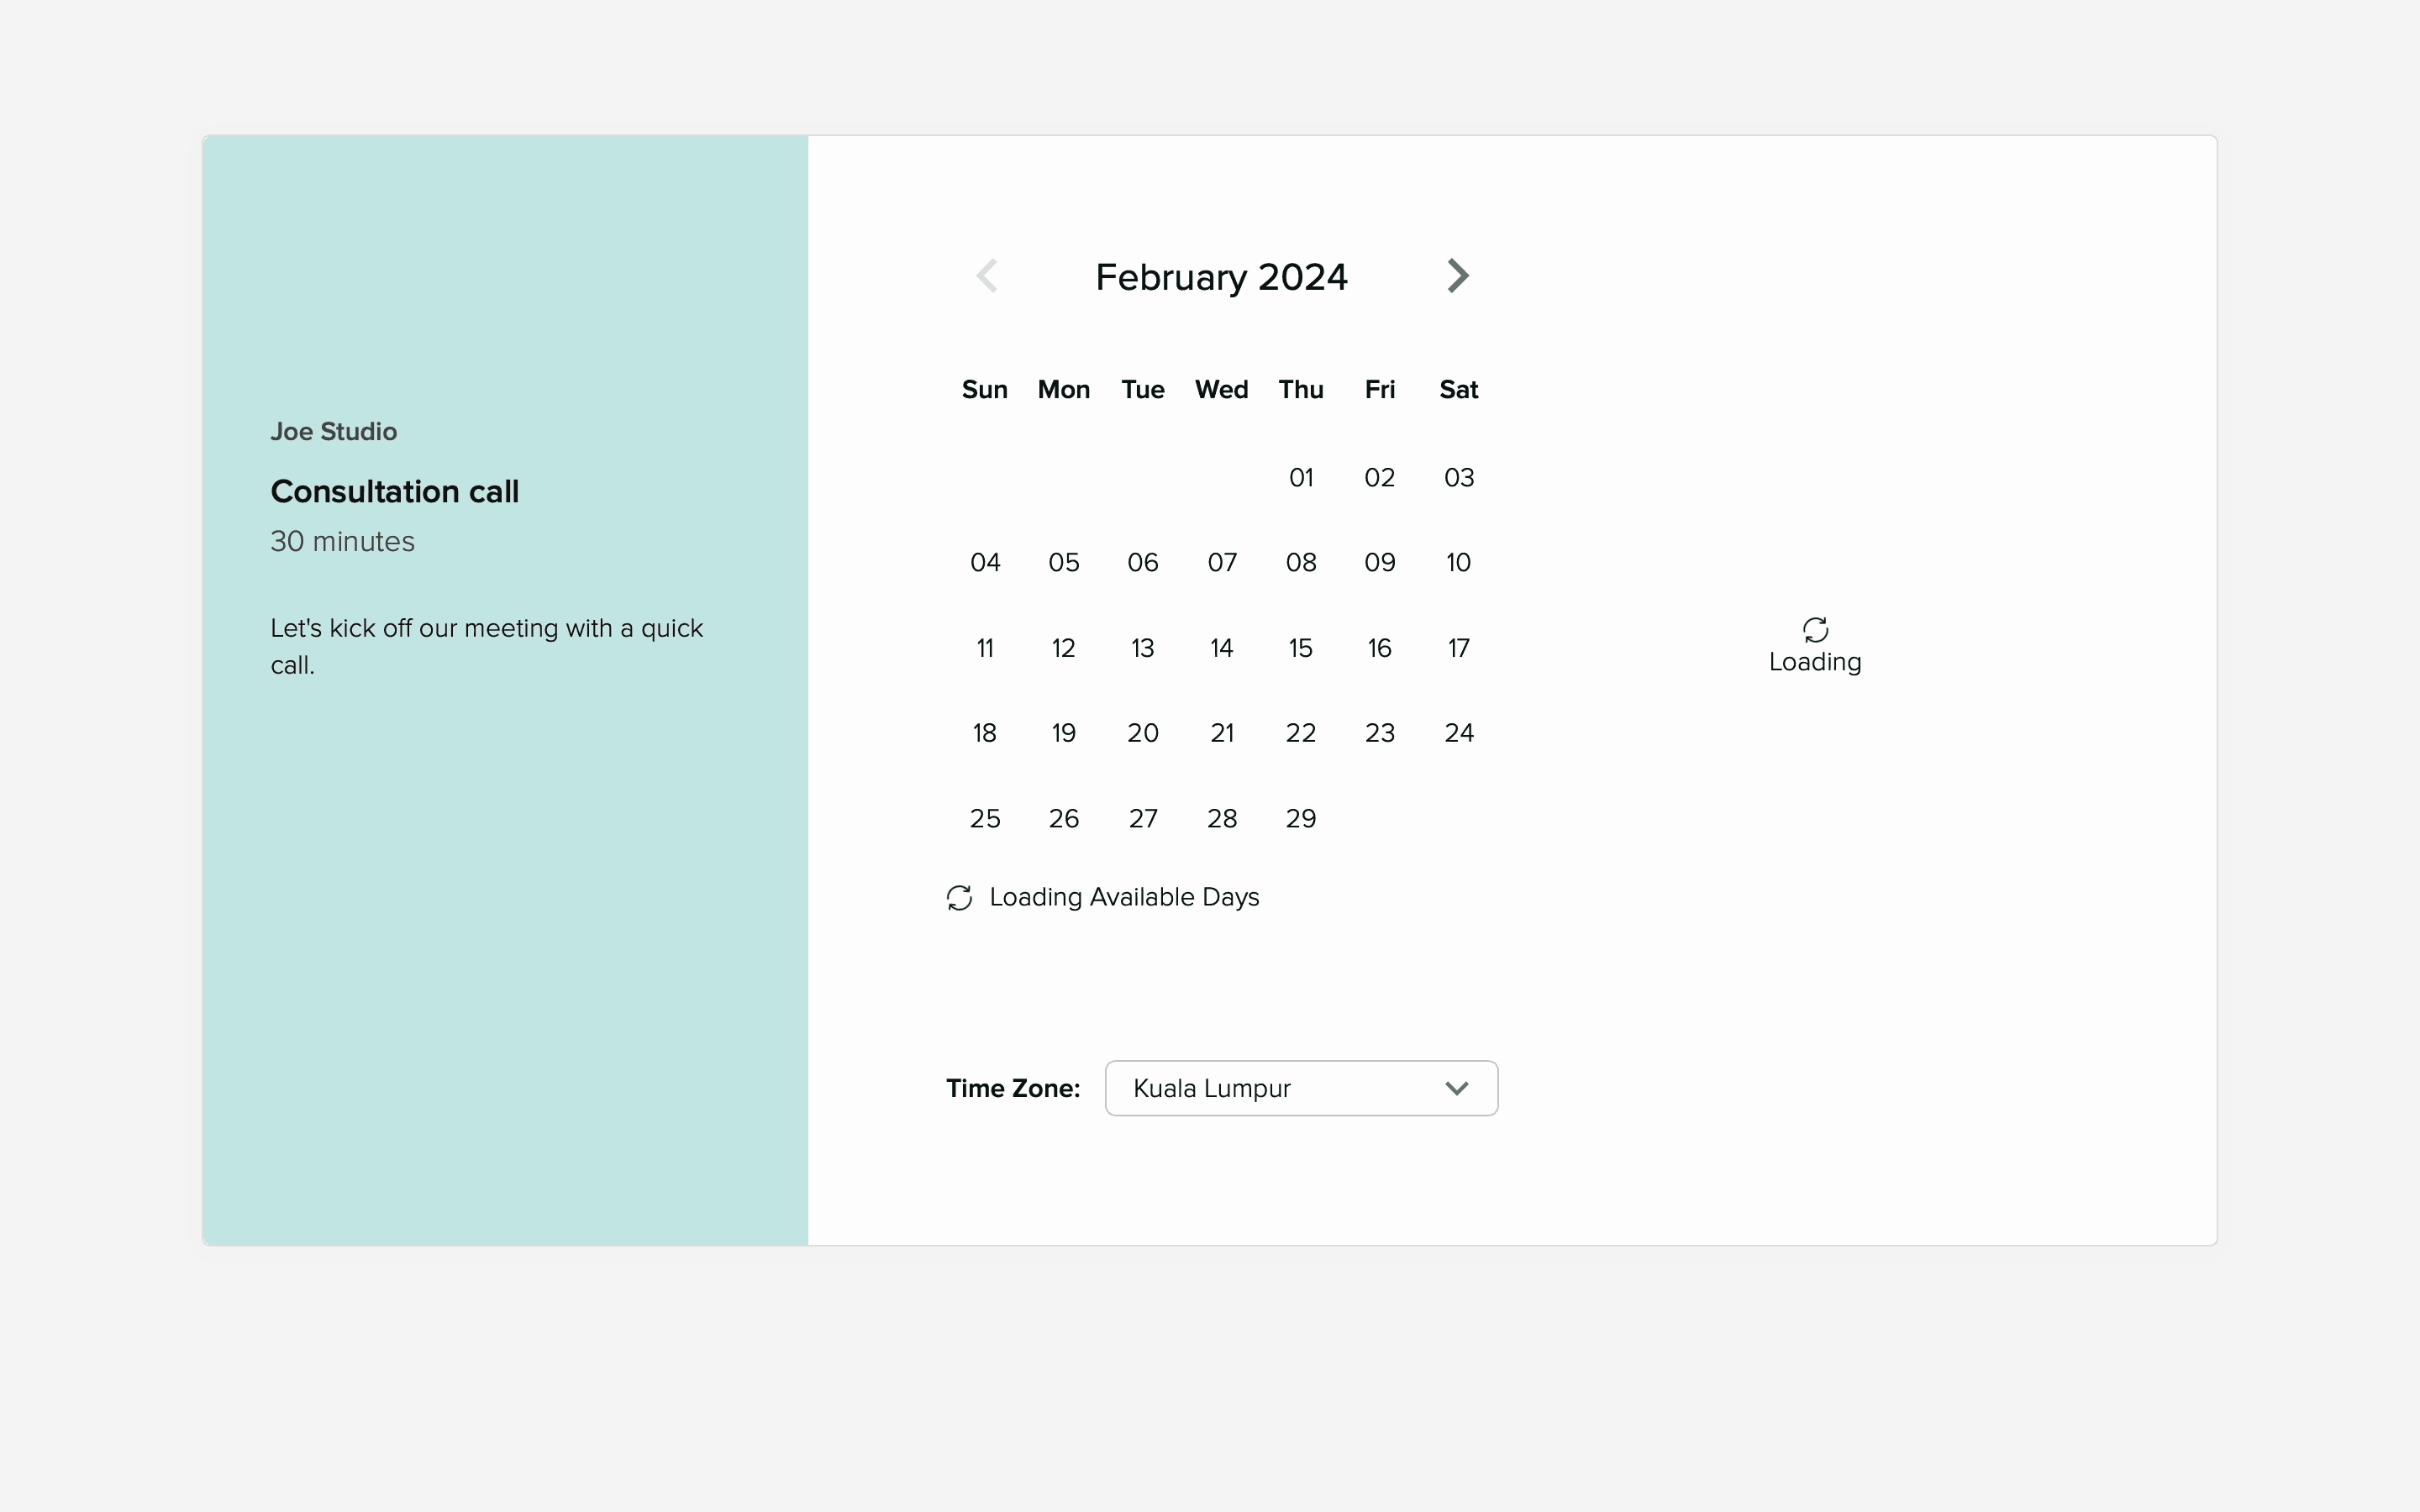 Joe Studio
Consultation call
30 minutes
Let's kick off our meeting with a quick
call.
February 2024
Sun Mon Tue Wed Thu Fri Sat
01 02 03
04 05 06 07 08 09 10
11 12 13 14 15 16 17
18 19 20 21 22 23 24
25 26 27 28 29
Loading Available Days
Time Zone: Kuala Lumpur
Loading